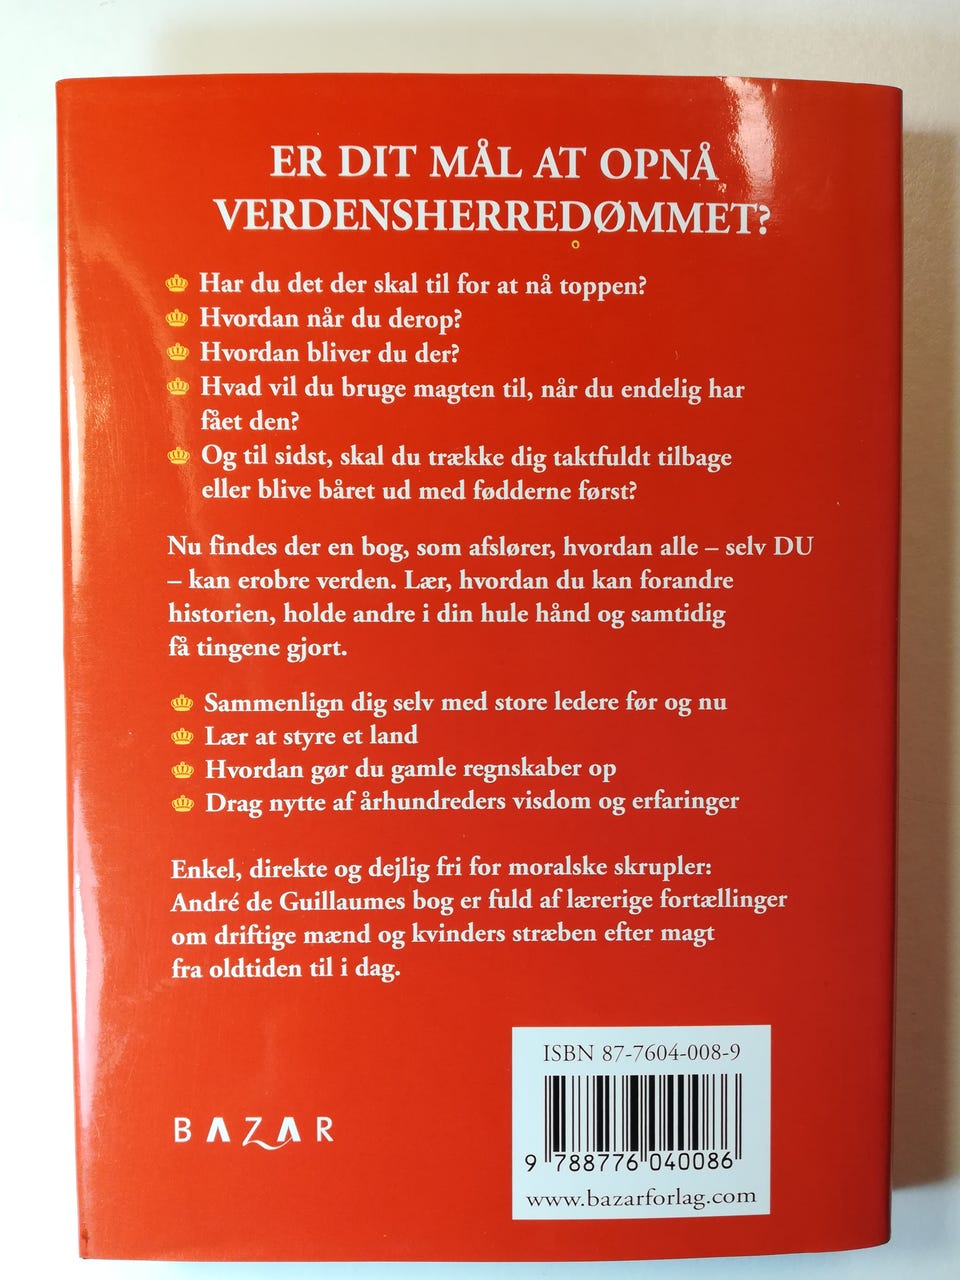 ER DIT MÅL AT OPNÅ
VERDENSHERREDØMMET?
Har du det der skal til for at nå toppen?
Hvordan når du derop?
Hvordan bliver du der?
Hvad vil du bruge magten til, når du endelig har
fået den?
Og til sidst, skal du trække dig taktfuldt tilbage
eller blive båret ud med fødderne først?
Nu findes der en bog, som afslører, hvordan alle – selv DU
– kan erobre verden. Lær, hvordan du kan forandre
historien, holde andre i din hule hånd og samtidig
få tingene gjort.
Sammenlign dig selv med store ledere før og nu
Lær at styre et land
Hvordan gør du gamle regnskaber op
Drag nytte af århundreders visdom og erfaringer
Enkel, direkte og dejlig fri for moralske skrupler:
André de Guillaumes bog er fuld af lærerige fortællinger
om driftige mænd og kvinders stræben efter magt
fra oldtiden til i dag.
ISBN 87-7604-008-9
9 788776 040086
www.bazarforlag.com
BAZAR